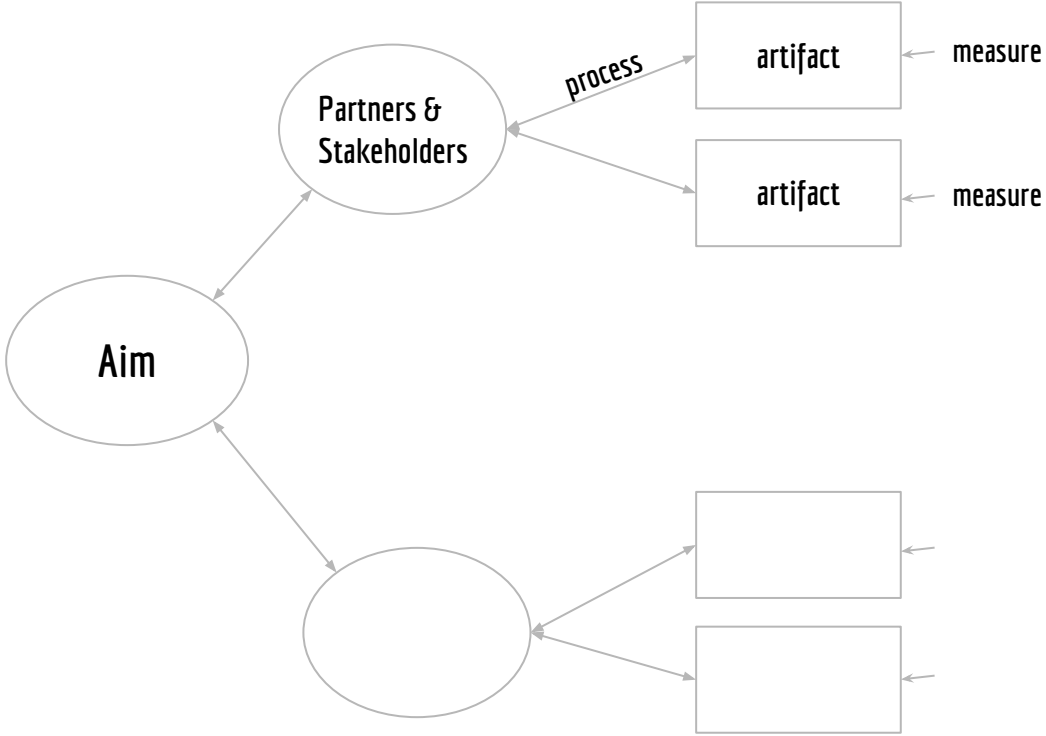 process
artifact
measure
Partners &
Stakeholders
artifact
measure
Aim